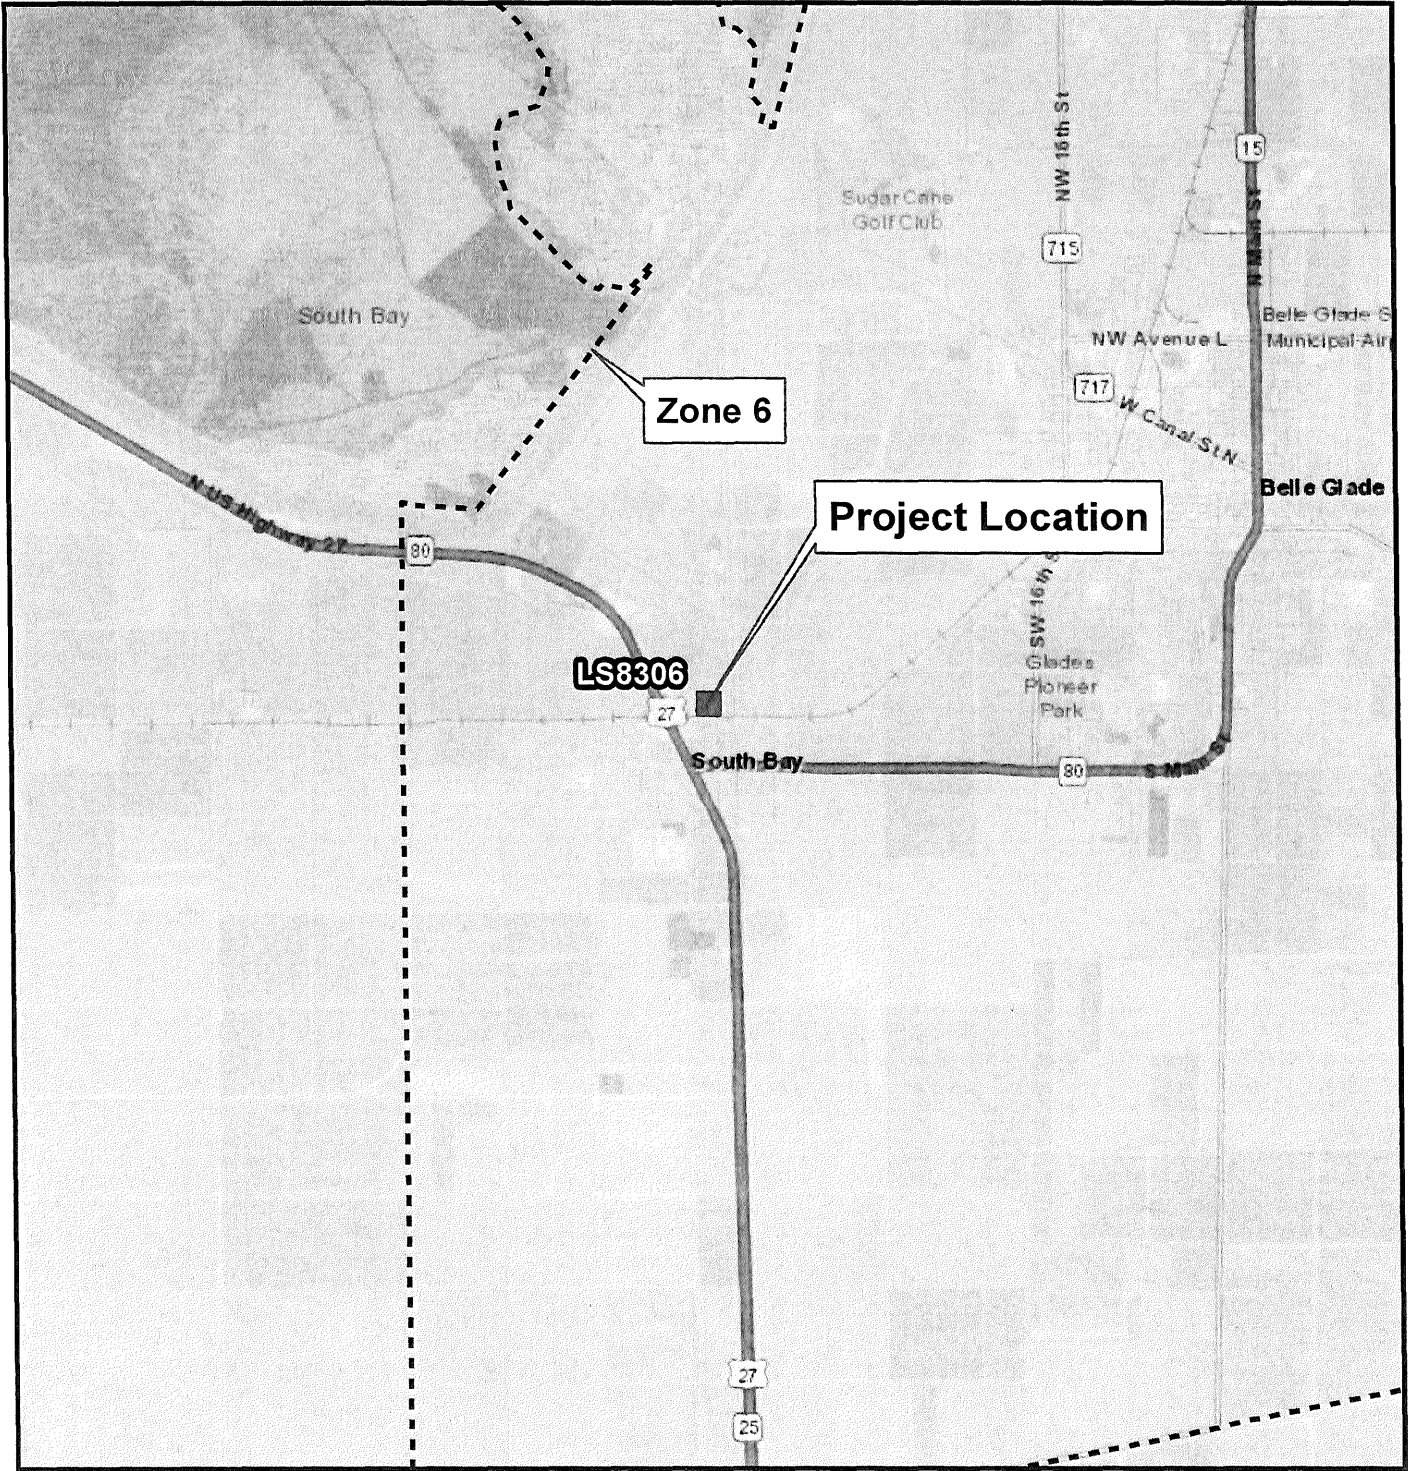 NW 16th St
15
Sugar Cane
Golf Club
N Main St
715
South Bay
Belle Glade S
Municipal Air
NW Avenue L
717
Zone 6
W Canal St N
N US Highway 27
Belle Glade
Project Location
80
SW 16th S
LS8306
Glades
Pioneer
Park
27
South Bay
80
S Main St
27
25